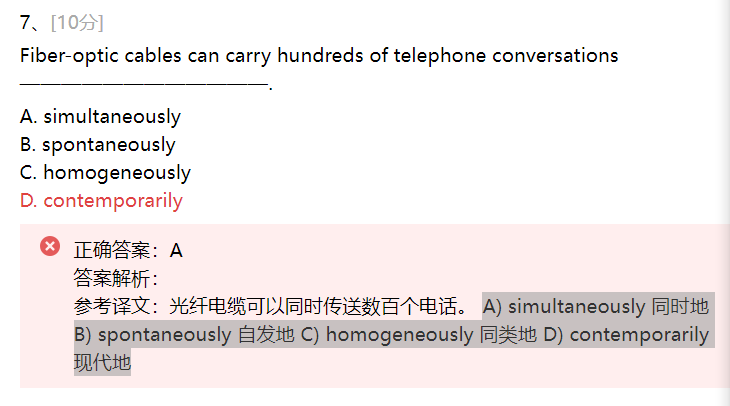 7、[10分]
Fiber-optic cables can carry hundreds of telephone conversations
————————————.
A. simultaneously
B. spontaneously
C. homogeneously
D. contemporarily
正确答案：A
答案解析：
参考译文：光纤电缆可以同时传送数百个电话。 A) simultaneously 同时地
B) spontaneously 自发地 C) homogeneously 同类地 D) contemporarily
现代地